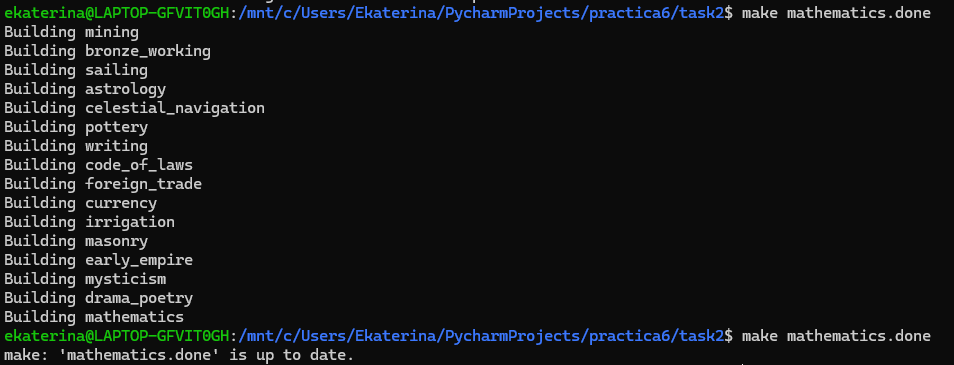 ekaterina@LAPTOP-GFVIT0GH:/mnt/c/Users/Ekaterina/PycharmProjects/practica6/task2$ make mathematics.done
Building mining
Building bronze_working
Building sailing
Building astrology
Building celestial_navigation
Building pottery
Building writing
Building code_of_laws
Building foreign_trade
Building currency
Building irrigation
Building masonry
Building early_empire
Building mysticism
Building drama_poetry
Building mathematics
ekaterina@LAPTOP-GFVIT0GH:/mnt/c/Users/Ekaterina/PycharmProjects/practica6/task2$ make mathematics.done
make: 'mathematics.done' is up to date.